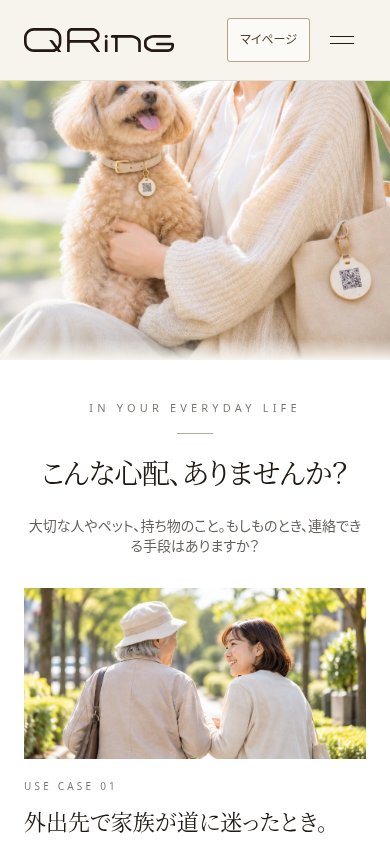 QRing
マイページ
IN YOUR EVERYDAY LIFE
こんな心配、ありませんか？
大切な人やペット、持ち物のこと。もしものとき、連絡でき
る手段はありますか？
USE CASE 01
外出先で家族が道に迷ったとき。